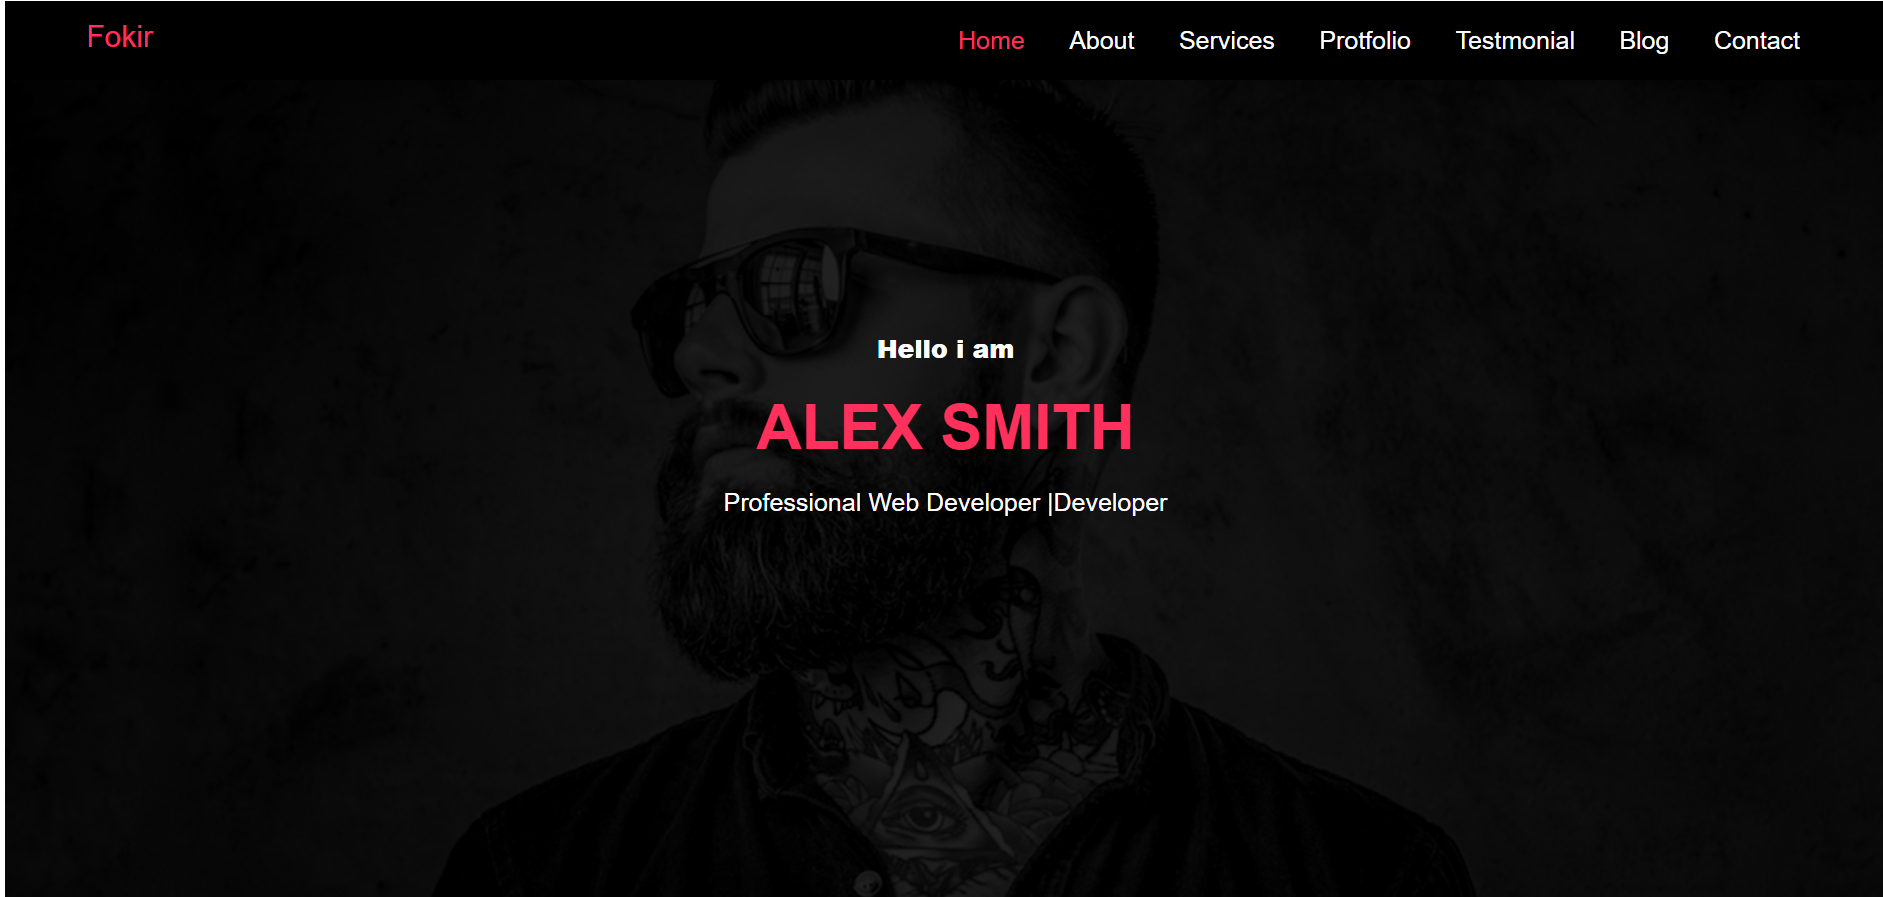 Fokir
Home About Services Protfolio Testmonial Blog Contact
Hello i am
ALEX SMITH
Professional Web Developer |Developer